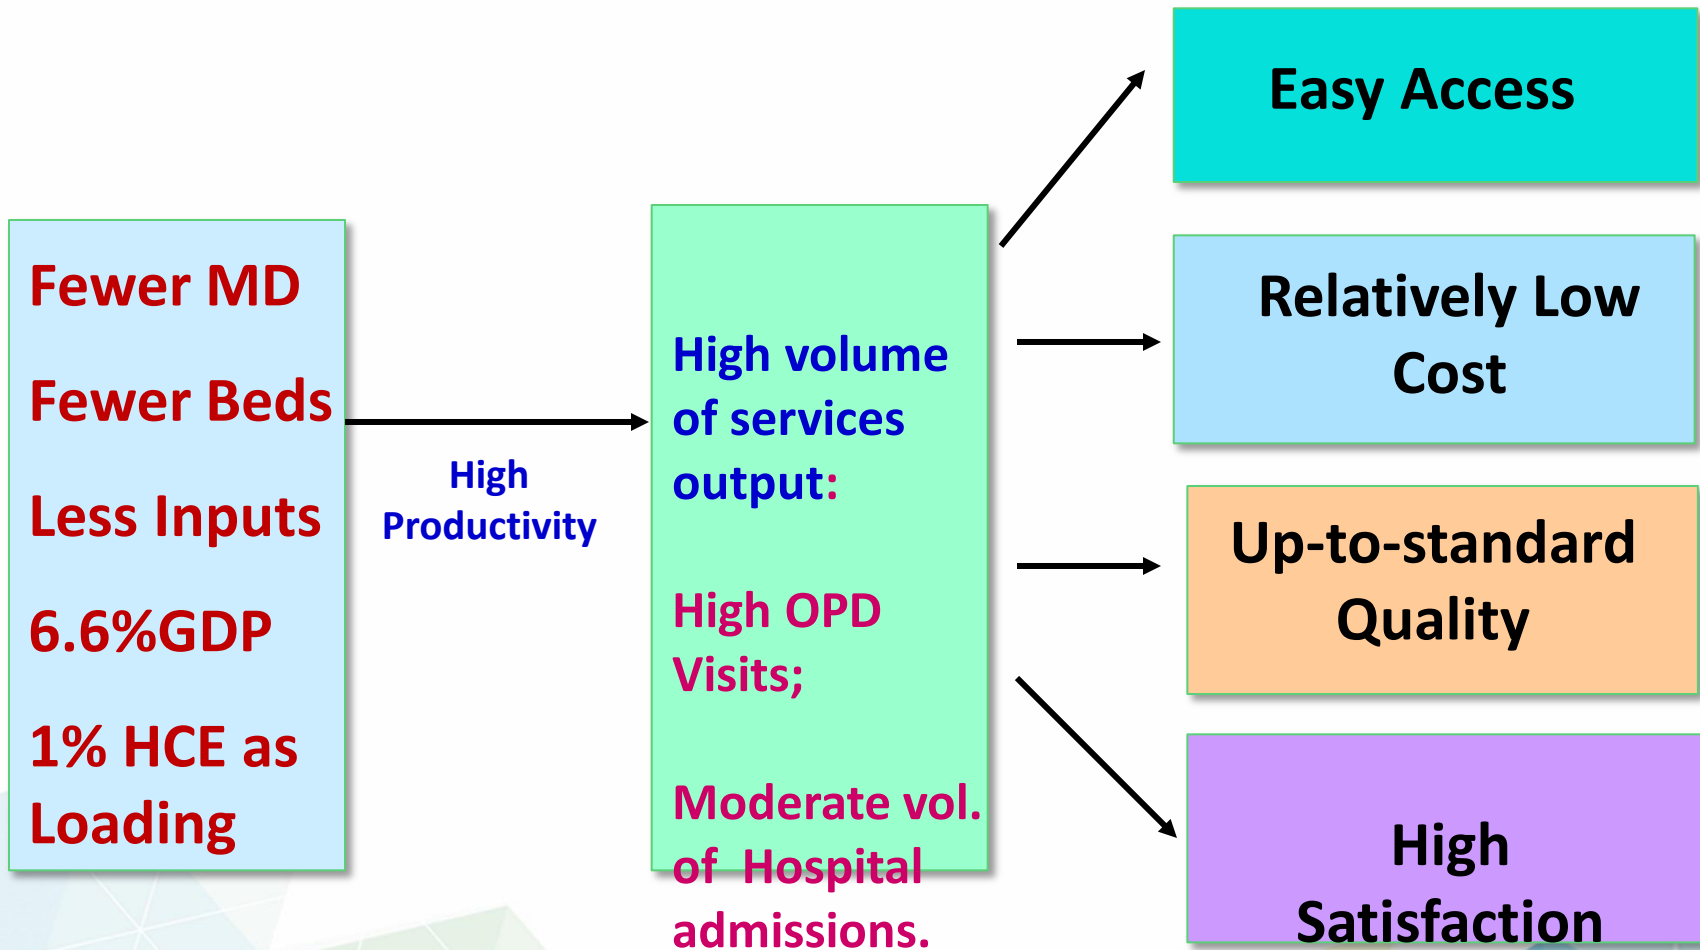 Fewer MD
Fewer Beds
Less Inputs
6.6%GDP
1% HCE as
Loading
High
Productivity
High volume
of services
output:
High OPD
Visits;
Moderate vol.
of Hospital
admissions.
Easy Access
Relatively Low
Cost
Up-to-standard
Quality
High
Satisfaction